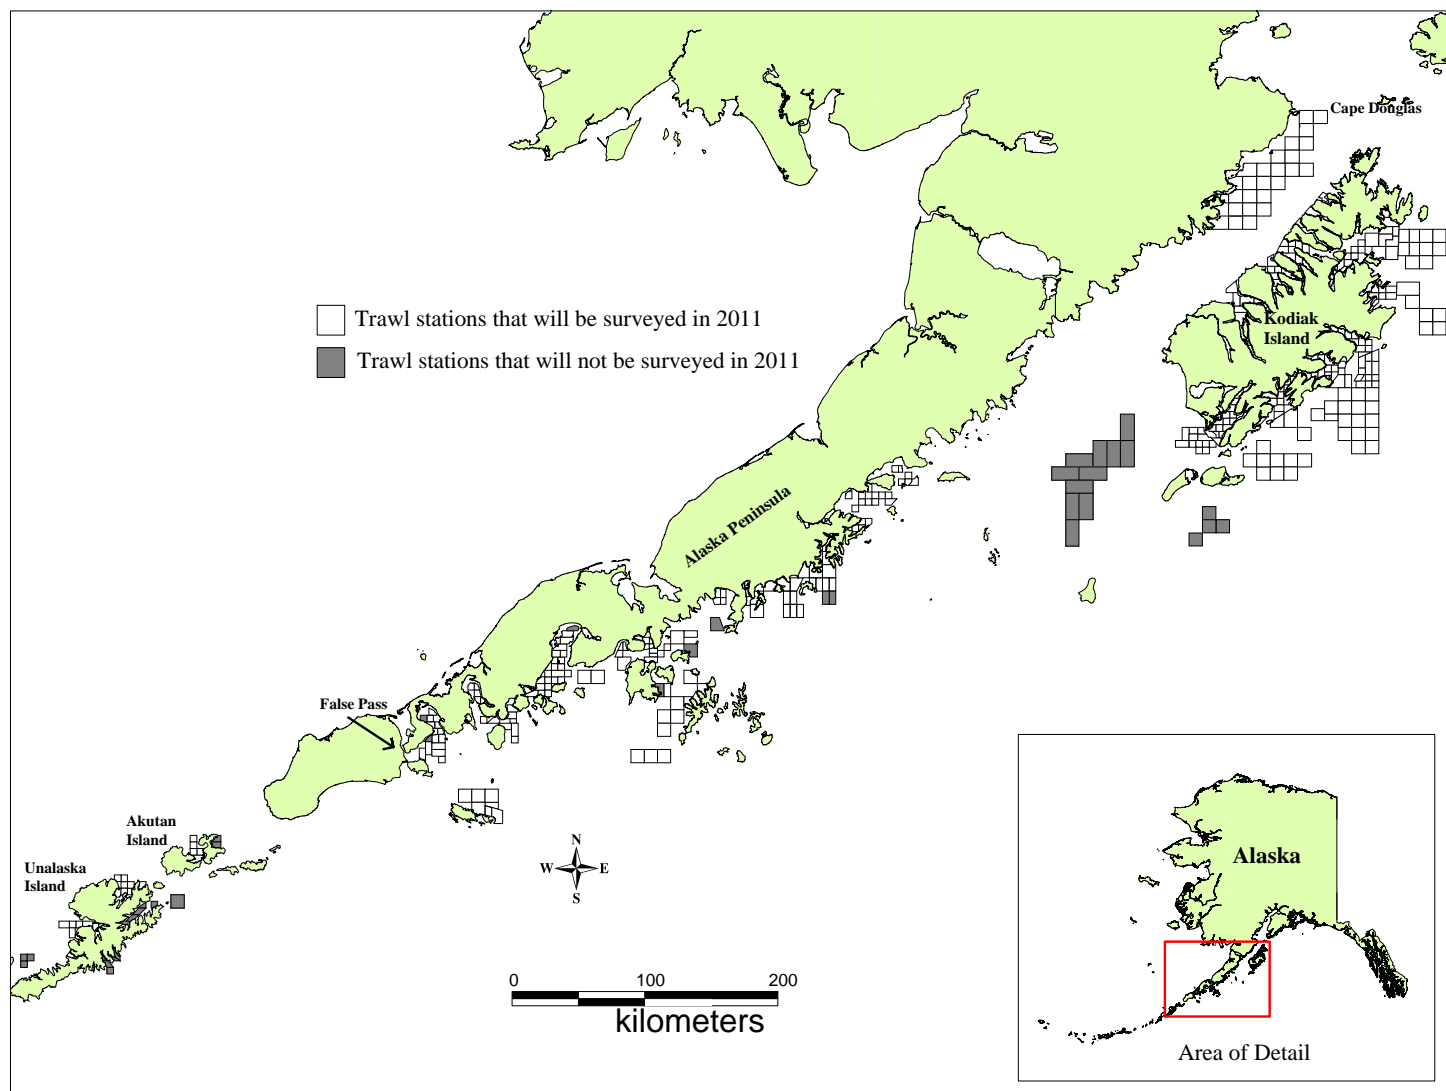 Cape Douglas
Trawl stations that will be surveyed in 2011
Trawl stations that will not be surveyed in 2011
Kodiak
Island
Alaska Peninsula
False Pass
Akutan
Island
Unalaska
Island
N
W E
S
0 100 200
kilometers
Alaska
Area of Detail